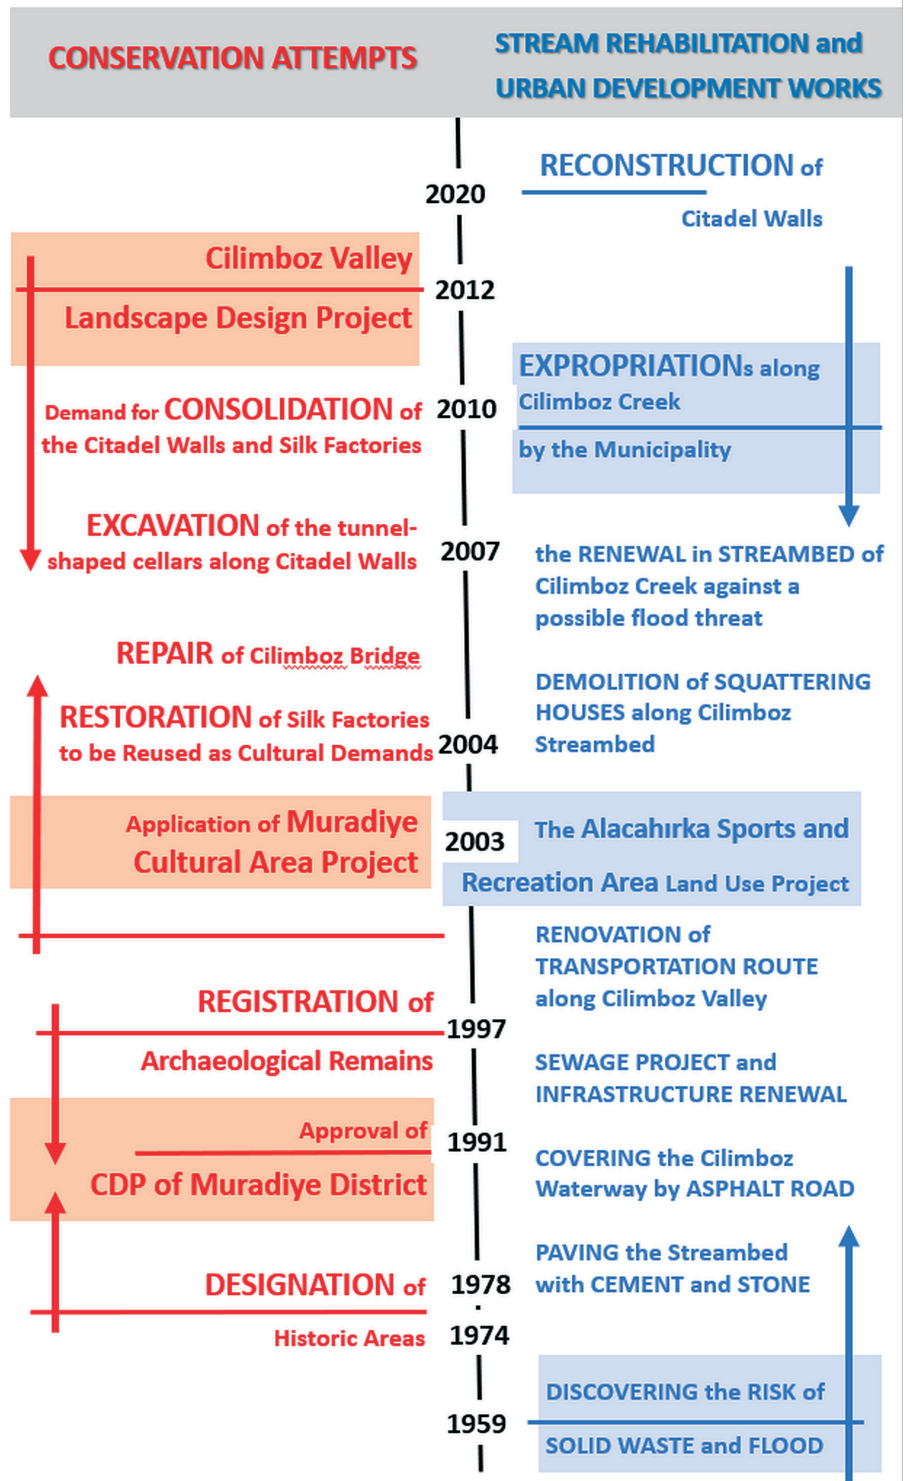 CONSERVATION ATTEMPTS
STREAM REHABILITATION and
URBAN DEVELOPMENT WORKS
RECONSTRUCTION of
Citadel Walls
2020
Cilimboz Valley
Landscape Design Project
2012
EXPROPRIATIONs along
Cilimboz Creek
by the Municipality
Demand for CONSOLIDATION of
the Citadel Walls and Silk Factories
2010
EXCAVATION of the tunnel-
shaped cellars along Citadel Walls
2007
the RENEWAL in STREAMBED of
Cilimboz Creek against a
possible flood threat
REPAIR of Cilimboz Bridge
DEMOLITION of SQUATTERING
HOUSES along Cilimboz
Streambed
RESTORATION of Silk Factories
to be Reused as Cultural Demands
2004
Application of Muradiye
Cultural Area Project
2003
The Alacahırka Sports and
Recreation Area Land Use Project
RENOVATION of
TRANSPORTATION ROUTE
along Cilimboz Valley
REGISTRATION of
Archaeological Remains
1997
SEWAGE PROJECT and
INFRASTRUCTURE RENEWAL
Approval of
CDP of Muradiye District
1991
COVERING the Cilimboz
Waterway by ASPHALT ROAD
PAVING the Streambed
with CEMENT and STONE
DESIGNATION of
Historic Areas
1978
1974
DISCOVERING the RISK of
SOLID WASTE and FLOOD
1959